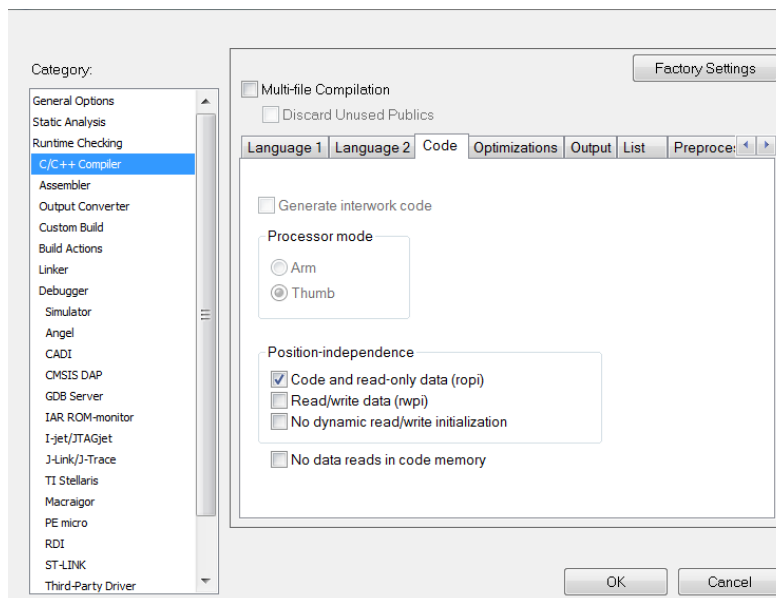 Category:
General Options
Static Analysis
Runtime Checking
C/C++ Compiler
Assembler
Output Converter
Custom Build
Build Actions
Linker
Debugger
Simulator
Angel
CADI
CMSIS DAP
GDB Server
IAR ROM-monitor
I-jet/JTAGjet
J-Link/J-Trace
TI Stellaris
Macraigor
PE micro
RDI
ST-LINK
Third-Party Driver
Factory Settings
Multi-file Compilation
Discard Unused Publics
Language 1 Language 2 Code Optimizations Output List Preproce:
Generate interwork code
Processor mode
Arm
Thumb
Position-independence
Code and read-only data (ropi)
Read/write data (rwpi)
No dynamic read/write initialization
No data reads in code memory
OK Cancel